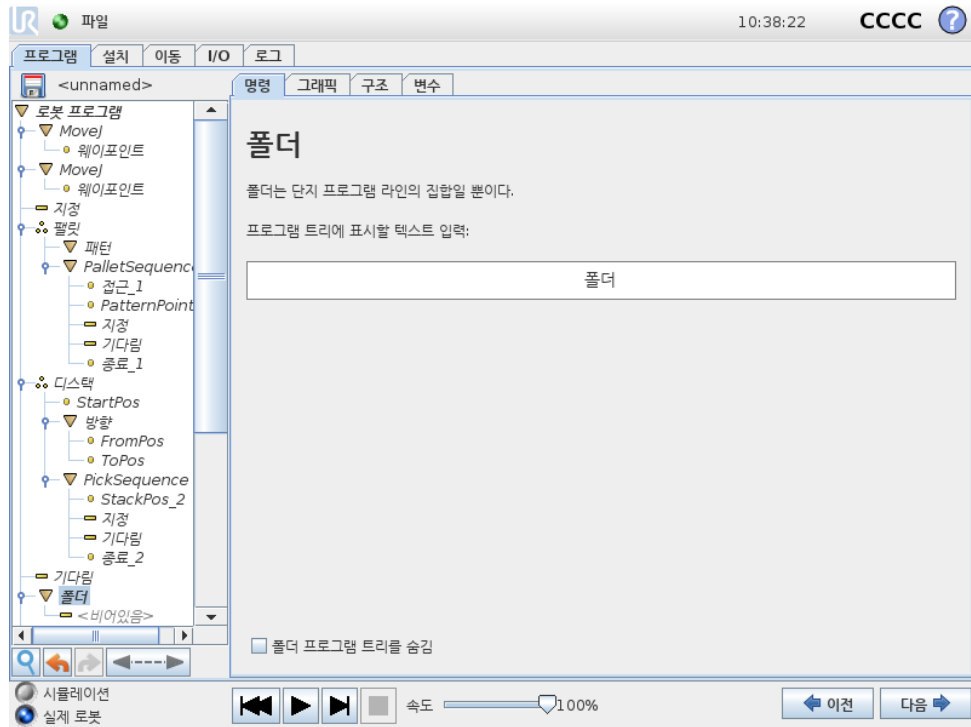 UR 파일 10:38:22 CCCC ?
프로그램 설치 이동 I/O 로그
<unnamed>
명령 그래픽 구조 변수
로봇 프로그램
MoveJ
웨이포인트
MoveJ
웨이포인트
지정
팰릿
패턴
PalletSequenc
접근_1
PatternPoint
지정
기다림
종료_1
디스택
StartPos
방향
FromPos
ToPos
PickSequence
StackPos_2
지정
기다림
종료_2
기다림
폴더
<비어있음>
폴더
폴더는 단지 프로그램 라인의 집합일 뿐이다.
프로그램 트리에 표시할 텍스트 입력:
폴더
폴더 프로그램 트리를 숨김
시뮬레이션
실제 로봇
속도 100%
이전 다음